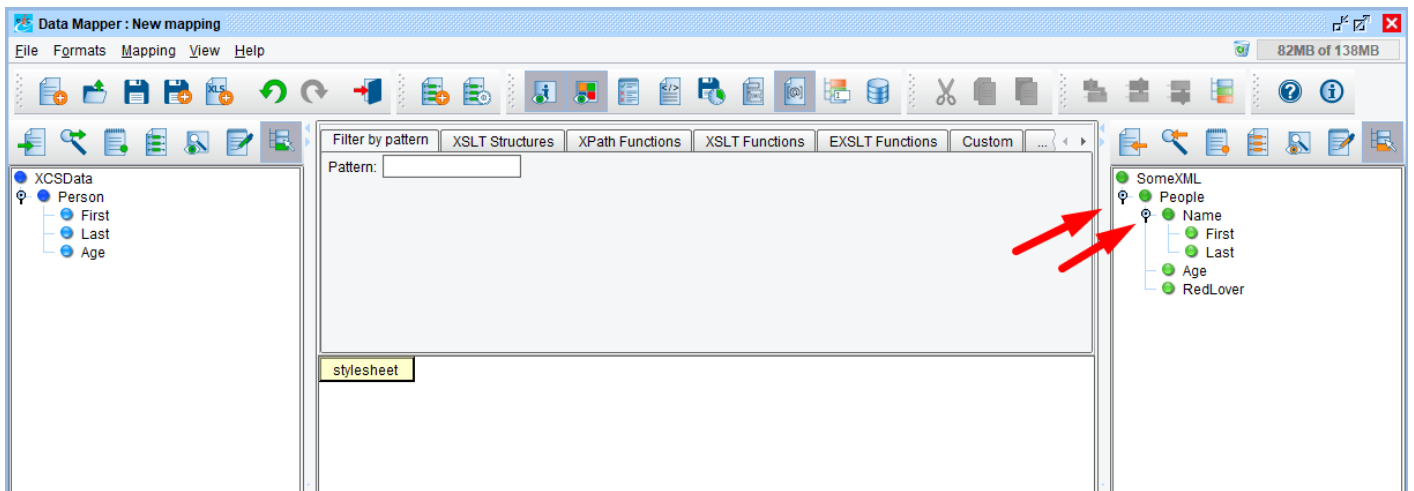 Data Mapper : New mapping
File Formats Mapping View Help
82MB of 138MB
XLS
Filter by pattern XSLT Structures XPath Functions XSLT Functions EXSLT Functions Custom ...
Pattern:
XCSData
Person
First
Last
Age
stylesheet
SomeXML
People
Name
First
Last
Age
RedLover